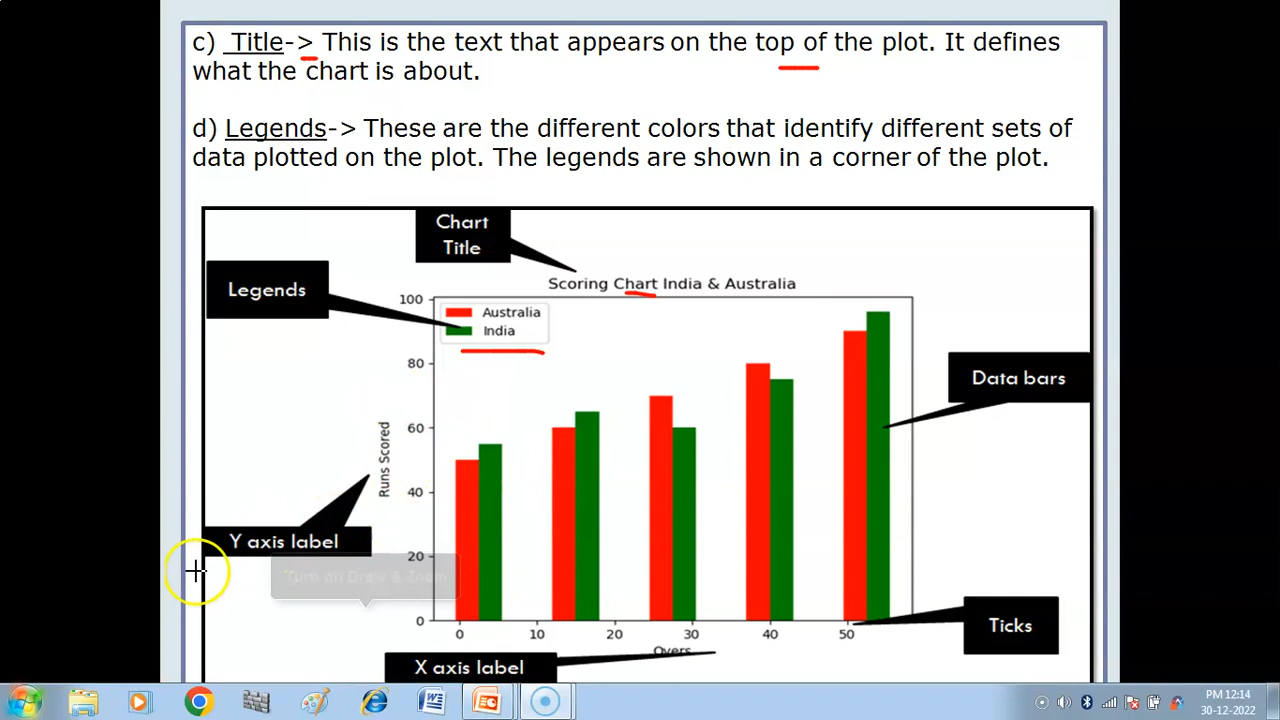 c) Title-> This is the text that appears on the top of the plot. It defines
what the chart is about.
d) Legends-> These are the different colors that identify different sets of
data plotted on the plot. The legends are shown in a corner of the plot.
Chart
Title
Legends
Scoring Chart India & Australia
100
Australia
India
80
Data bars
60
Runs Scored
40
Y axis label
20
Turn on Draw & Zoom
0
0 10 20 30 40 50
Ticks
Overs
X axis label
PM 12:14
30-12-2022